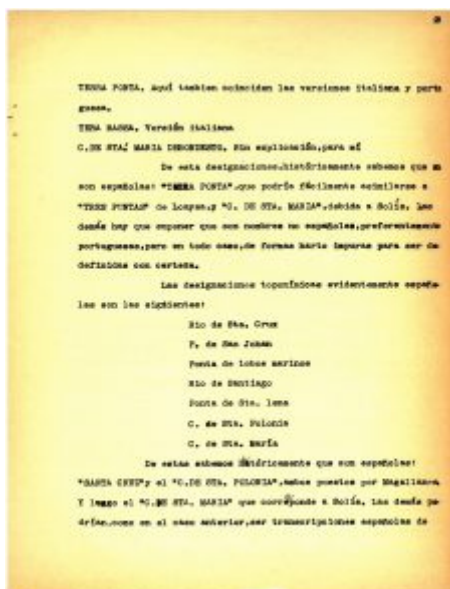 TERRA PONTA, Aquí tambien coinciden las versiones italiana y portu
guesa.
TERA BASSA, Versión italiana
C.DE STA. MARIA DEBONDESTO, Sin explicación,para mí
De esta designaciones,históricamente sabemos que
son españolas: "TERRA PONTA",que podría fácilmente asimilarse a
"TRES PUNTAS" de Loaysa,y "C. DE STA. MARIA",debida a Solís. Las
demás hay que suponer que son nombres no españoles,preferentemente
portugueses,pero en todo caso,de formas harto impuras para ser de
definidas con certeza.
Las designaciones toponímicas evidentemente españo-
las son las sigúientes:
Rio de Sta. Crux
P. de San Johan
Ponta de lobos marinos
Rio de Santiago
Punta de Sta. lena
C. de Sta. Polonia
C. de Sta. María
De estas sabemos históricamente que son españolas:
"SANTA CRUZ"y el "C.DE STA. POLONIA",ambos puestos por Magallanes,
Y luego el "C.DE STA. MARIA" que corresponde a Solís. Las demás po-
drían,como en el caso anterior,ser transcripciones españolas de